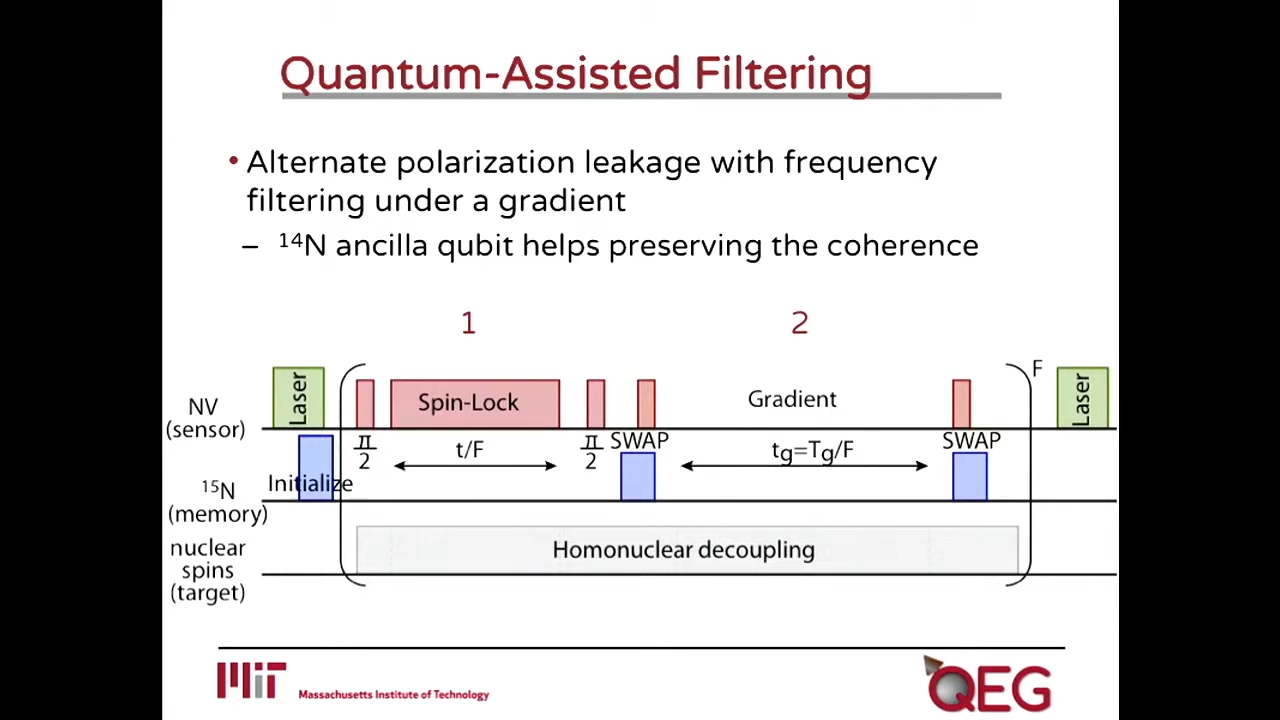 Quantum-Assisted Filtering
• Alternate polarization leakage with frequency
filtering under a gradient
– ¹⁴N ancilla qubit helps preserving the coherence
1
2
F
NV
(sensor)
Laser
Spin-Lock
Gradient
Laser
π/2
t/F
π/2
SWAP
tg=Tg/F
SWAP
Initialize
¹⁵N
(memory)
nuclear
spins
(target)
Homonuclear decoupling
MIT
Massachusetts Institute of Technology
QEG